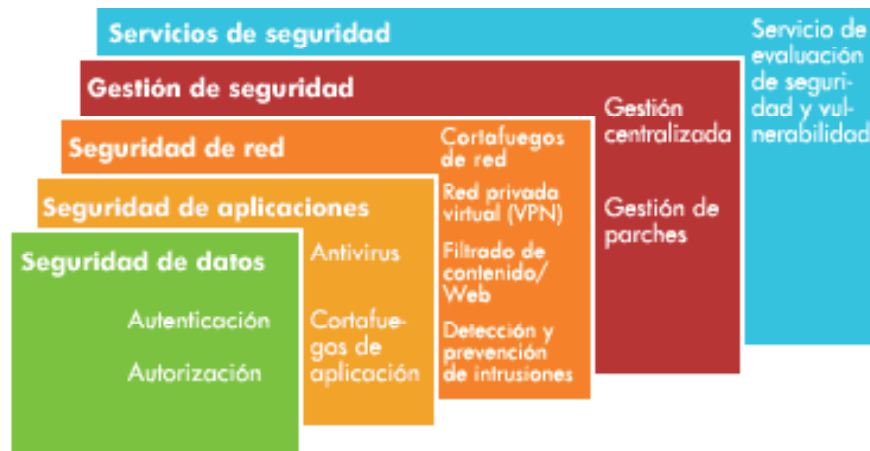 Servicios de seguridad
Servicio de
evaluación
de seguri-
dad y vul-
nerabilidad
Gestión de seguridad
Gestión
centralizada
Gestión de
parches
Seguridad de red
Cortafuegos
de red
Red privada
virtual (VPN)
Filtrado de
contenido/
Web
Detección y
prevención
de intrusiones
Seguridad de aplicaciones
Antivirus
Cortafue-
gos de
aplicación
Seguridad de datos
Autenticación
Autorización